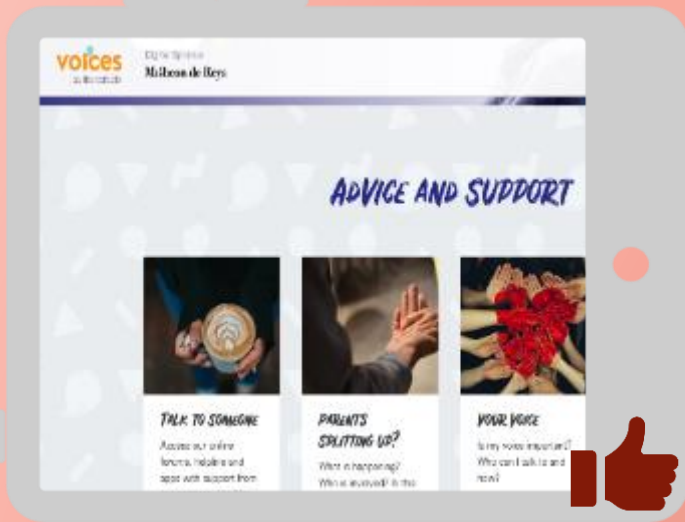 voices
ADVICE AND SUPPORT
TALK TO SOMEONE
Access our online
forums, helpline and
apps with support from
PARENTS
SPLITTING UP?
What is happening?
Who is involved? Is this
YOUR VOICE
Is my voice important?
Who can I talk to and
how?